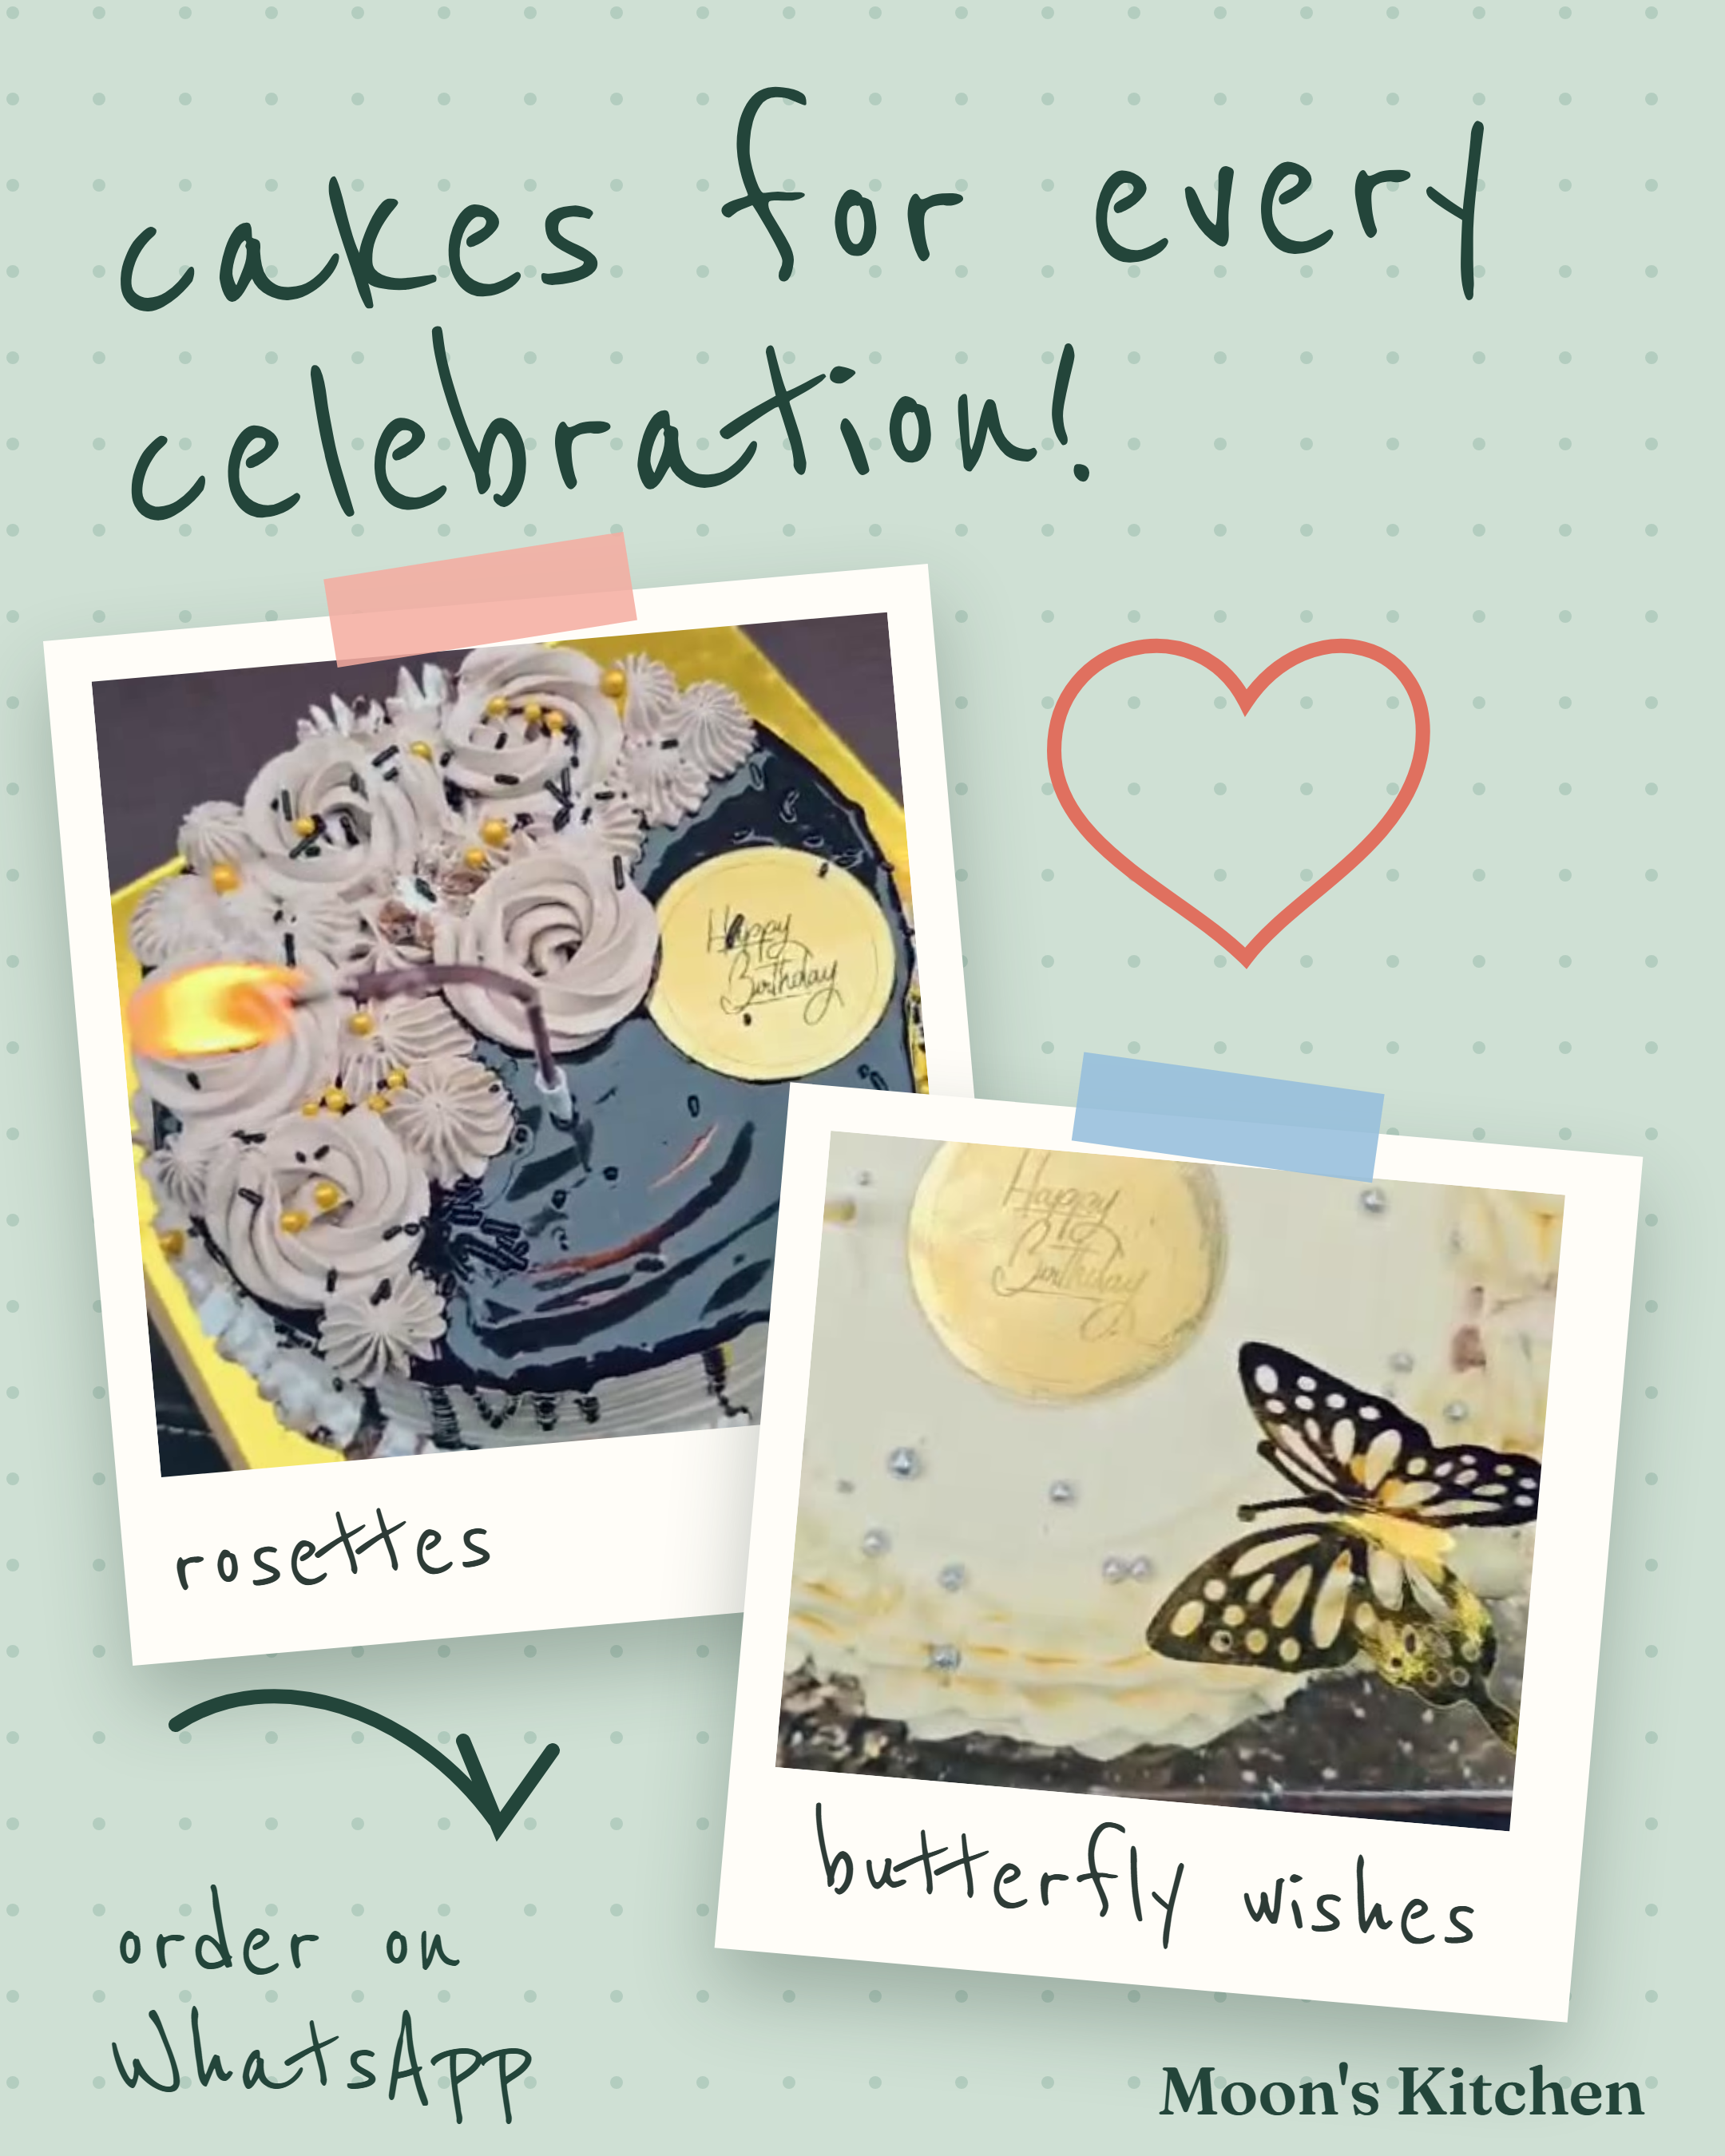 cakes for every
celebration!
Happy
Birthday
rosettes
Happy
Birthday
butterfly wishes
order on
WhatsApp
Moon's Kitchen